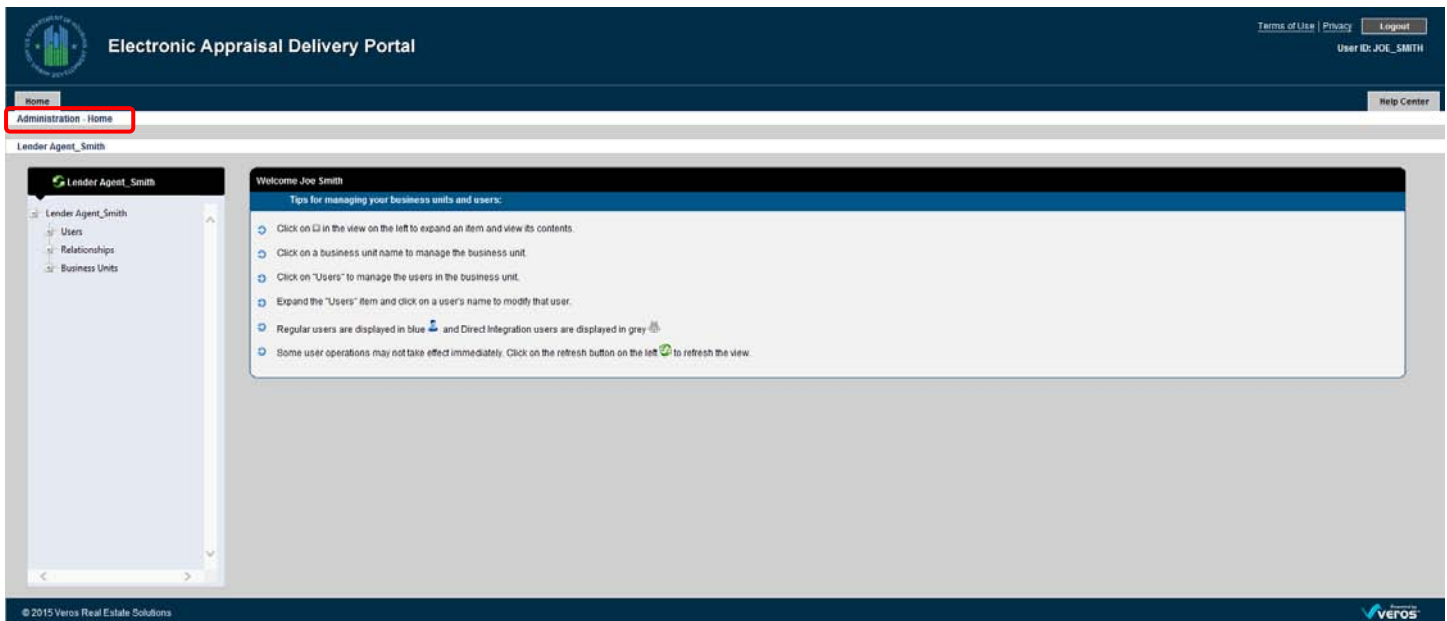 Electronic Appraisal Delivery Portal
Terms of Use | Privacy Logout
User ID: JOE_SMITH
Home
Help Center
Administration - Home
Lender Agent_Smith
Lender Agent_Smith
Lender Agent_Smith
Users
Relationships
Business Units
Welcome Joe Smith
Tips for managing your business units and users:
Click on in the view on the left to expand an item and view its contents.
Click on a business unit name to manage the business unit.
Click on "Users" to manage the users in the business unit.
Expand the "Users" item and click on a user's name to modify that user.
Regular users are displayed in blue and Direct Integration users are displayed in grey
Some user operations may not take effect immediately. Click on the refresh button on the left to refresh the view.
© 2015 Veros Real Estate Solutions
Powered by
veros